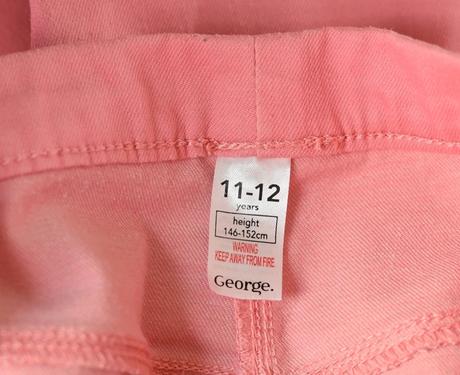 11-12
years
height
146-152cm
WARNING
KEEP AWAY FROM FIRE
George.